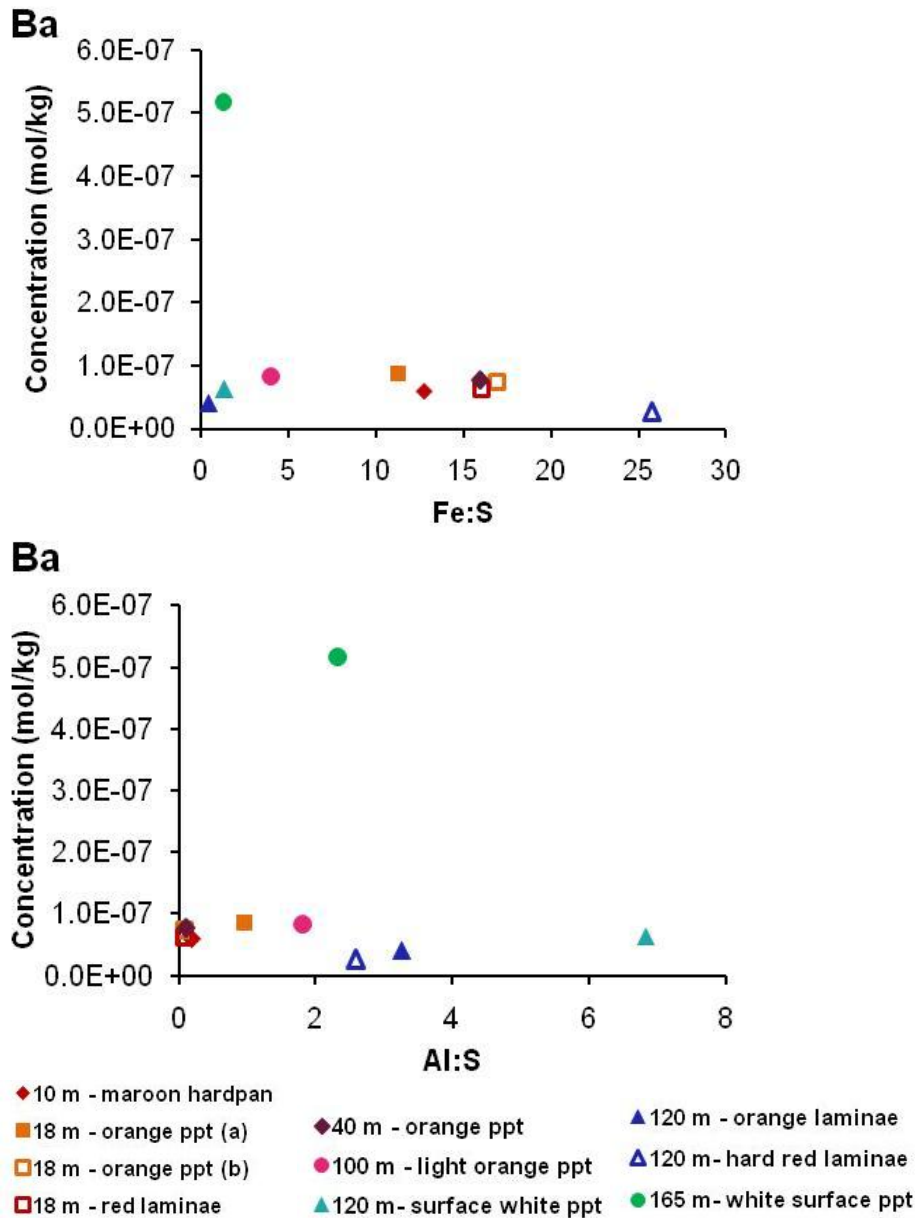 Ba
6.0E-07
5.0E-07
4.0E-07
3.0E-07
2.0E-07
1.0E-07
0.0E+00
Concentration (mol/kg)
0 5 10 15 20 25 30
Fe:S
Ba
6.0E-07
5.0E-07
4.0E-07
3.0E-07
2.0E-07
1.0E-07
0.0E+00
Concentration (mol/kg)
0 2 4 6 8
Al:S
10 m - maroon hardpan
18 m - orange ppt (a)
18 m - orange ppt (b)
18 m - red laminae
40 m - orange ppt
100 m - light orange ppt
120 m- surface white ppt
120 m - orange laminae
120 m- hard red laminae
165 m- white surface ppt